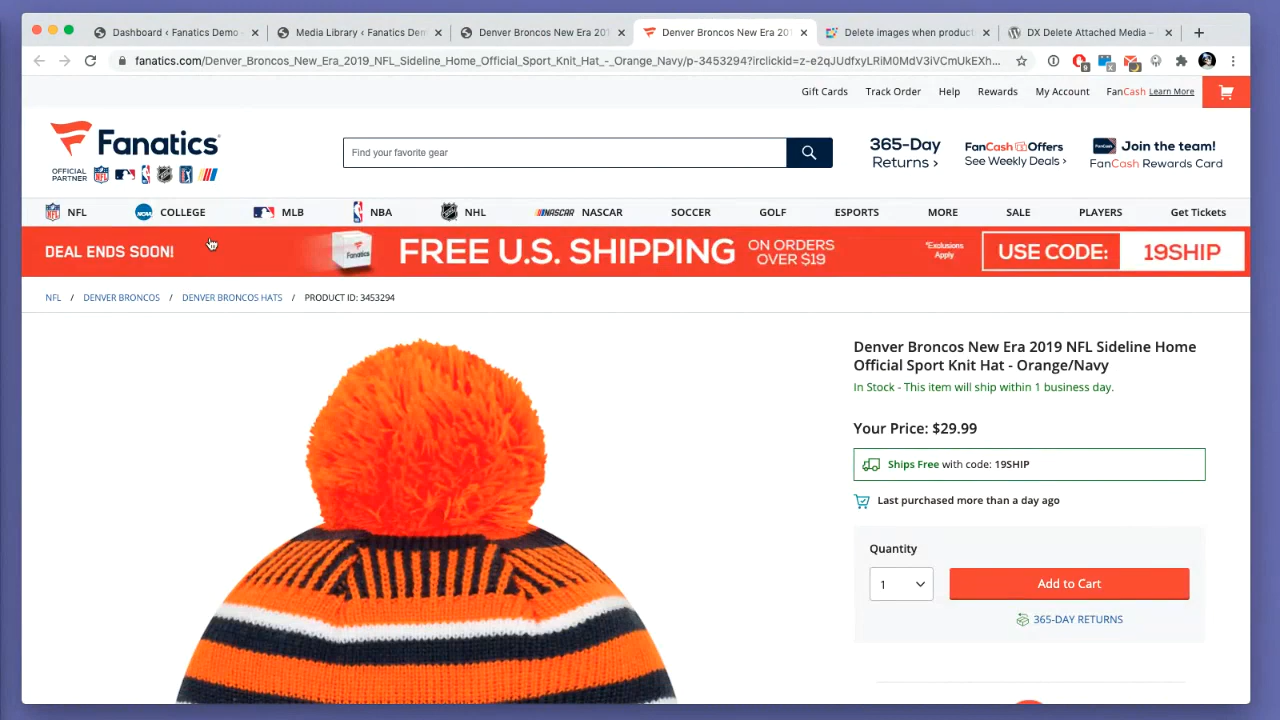 Dashboard ‹ Fanatics Demo -
Media Library ‹ Fanatics Dem
Denver Broncos New Era 201
Denver Broncos New Era 201
Delete images when product
DX Delete Attached Media –
fanatics.com/Denver_Broncos_New_Era_2019_NFL_Sideline_Home_Official_Sport_Knit_Hat_-_Orange_Navy/p-3453294?irclickid=z-e2qJUdfxyLRiM0MdV3iVCmUkEXh...
Gift Cards
Track Order
Help
Rewards
My Account
FanCash Learn More
Fanatics
OFFICIAL
PARTNER
Find your favorite gear
365-Day
Returns ›
FanCash Offers
See Weekly Deals ›
Join the team!
FanCash Rewards Card
NFL
COLLEGE
MLB
NBA
NHL
NASCAR NASCAR
SOCCER
GOLF
ESPORTS
MORE
SALE
PLAYERS
Get Tickets
DEAL ENDS SOON!
Fanatics
FREE U.S. SHIPPING
ON ORDERS
OVER $19
*Exclusions
Apply
USE CODE:
19SHIP
NFL / DENVER BRONCOS / DENVER BRONCOS HATS / PRODUCT ID: 3453294
Denver Broncos New Era 2019 NFL Sideline Home
Official Sport Knit Hat - Orange/Navy
In Stock - This item will ship within 1 business day.
Your Price: $29.99
Ships Free with code: 19SHIP
Last purchased more than a day ago
Quantity
1
Add to Cart
365-DAY RETURNS